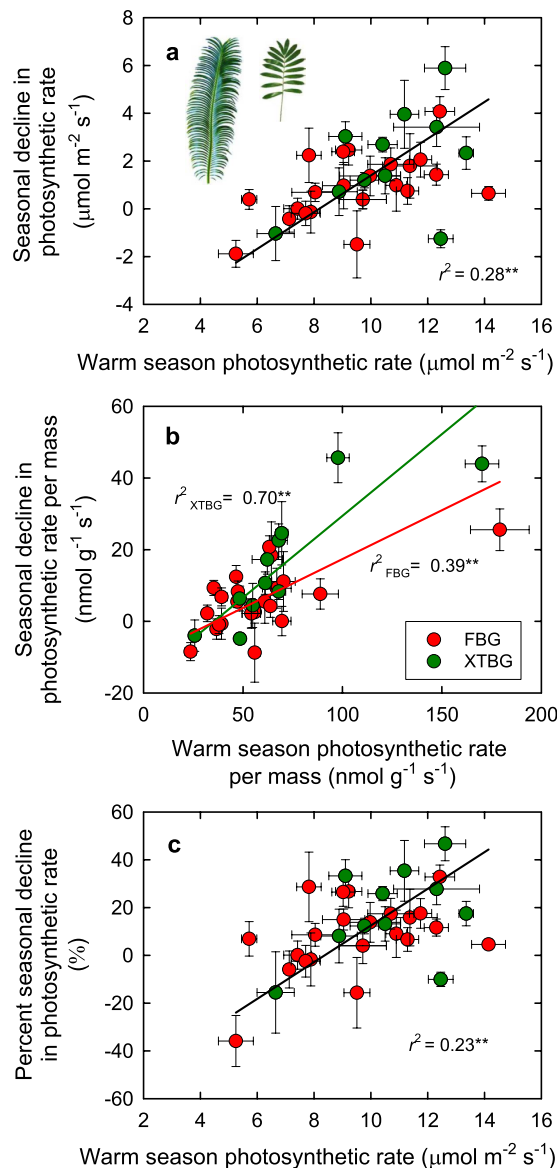 a
Seasonal decline in
photosynthetic rate
(μmol m-2 s-1)
8
6
4
2
0
-2
-4
r2 = 0.28**
2 4 6 8 10 12 14 16
Warm season photosynthetic rate (μmol m-2 s-1)
b
Seasonal decline in
photosynthetic rate per mass
(nmol g-1 s-1)
60
40
20
0
-20
r2 XTBG= 0.70**
r2 FBG= 0.39**
FBG
XTBG
0 50 100 150 200
Warm season photosynthetic rate
per mass (nmol g-1 s-1)
c
Percent seasonal decline
in photosynthetic rate
(%)
60
40
20
0
-20
-40
-60
r2 = 0.23**
2 4 6 8 10 12 14 16
Warm season photosynthetic rate (μmol m-2 s-1)